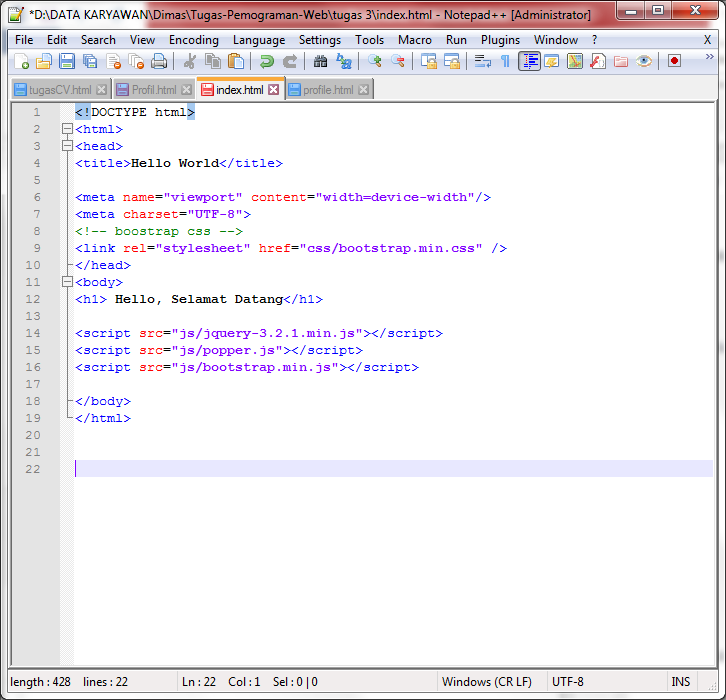 *D:\DATA KARYAWAN\Dimas\Tugas-Pemograman-Web\tugas 3\index.html - Notepad++ [Administrator]
File Edit Search View Encoding Language Settings Tools Macro Run Plugins Window ? X
tugasCV.html Profil.html index.html profile.html
1 <!DOCTYPE html>
2 <html>
3 <head>
4 <title>Hello World</title>
5
6 <meta name="viewport" content="width=device-width"/>
7 <meta charset="UTF-8">
8 <!-- boostrap css -->
9 <link rel="stylesheet" href="css/bootstrap.min.css" />
10 </head>
11 <body>
12 <h1> Hello, Selamat Datang</h1>
13
14 <script src="js/jquery-3.2.1.min.js"></script>
15 <script src="js/popper.js"></script>
16 <script src="js/bootstrap.min.js"></script>
17
18 </body>
19 </html>
20
21
22
length : 428 lines : 22 Ln : 22 Col : 1 Sel : 0 | 0 Windows (CR LF) UTF-8 INS